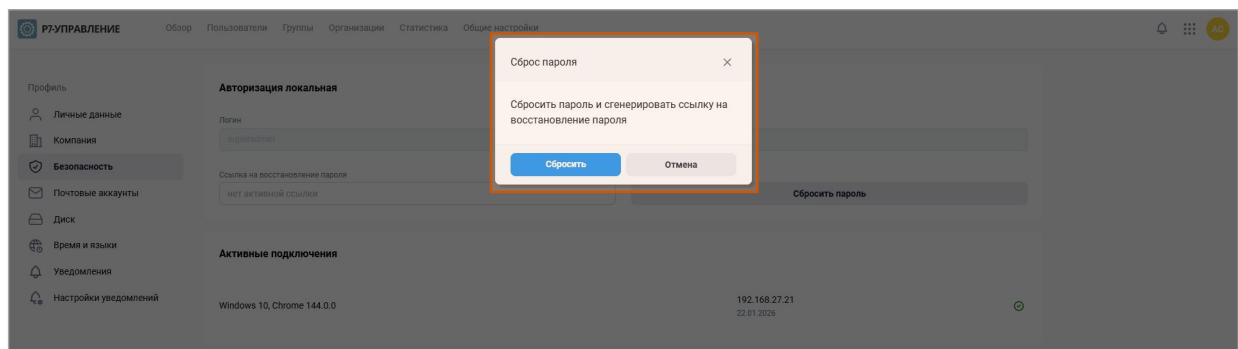 Р7-УПРАВЛЕНИЕ Обзор Пользователи Группы Организации Статистика Общие настройки АС
Сброс пароля
Сбросить пароль и сгенерировать ссылку на
восстановление пароля
Сбросить Отмена
Профиль
Личные данные
Компания
Безопасность
Почтовые аккаунты
Диск
Время и языки
Уведомления
Настройки уведомлений
Авторизация локальная
Логин
superadmin
Ссылка на восстановление пароля
нет активной ссылки Сбросить пароль
Активные подключения
Windows 10, Chrome 144.0.0 192.168.27.21
22.01.2026